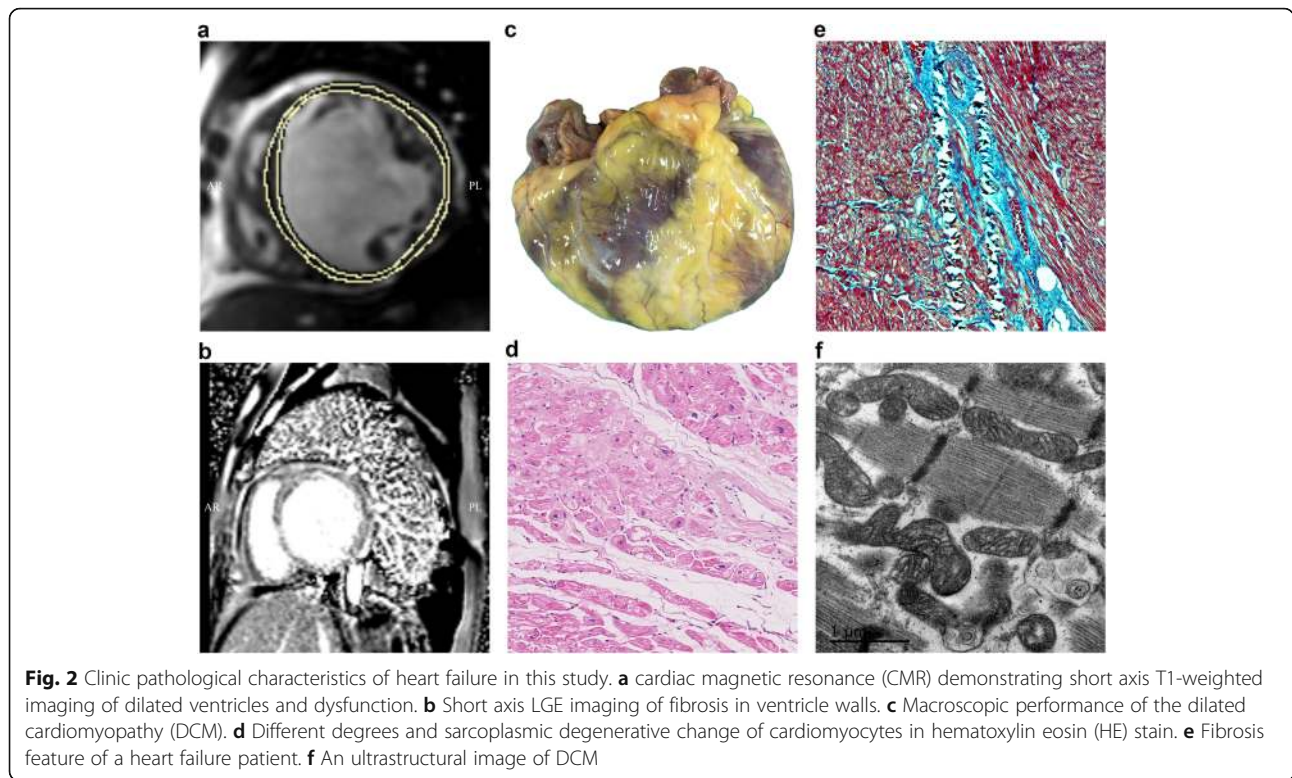 a
c
e
AR
PL
b
d
f
AR
PL
1 μm
Fig. 2 Clinic pathological characteristics of heart failure in this study. a cardiac magnetic resonance (CMR) demonstrating short axis T1-weighted
imaging of dilated ventricles and dysfunction. b Short axis LGE imaging of fibrosis in ventricle walls. c Macroscopic performance of the dilated
cardiomyopathy (DCM). d Different degrees and sarcoplasmic degenerative change of cardiomyocytes in hematoxylin eosin (HE) stain. e Fibrosis
feature of a heart failure patient. f An ultrastructural image of DCM